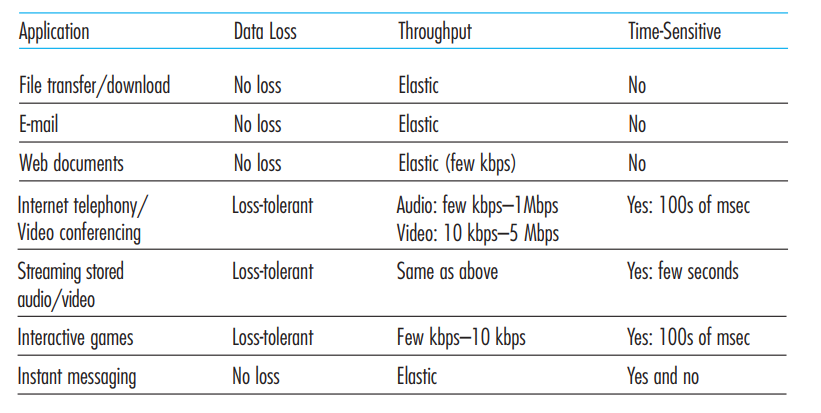 Application Data Loss Throughput Time-Sensitive
File transfer/download No loss Elastic No
E-mail No loss Elastic No
Web documents No loss Elastic (few kbps) No
Internet telephony/ Loss-tolerant Audio: few kbps–1Mbps Yes: 100s of msec
Video conferencing Video: 10 kbps–5 Mbps
Streaming stored Loss-tolerant Same as above Yes: few seconds
audio/video
Interactive games Loss-tolerant Few kbps–10 kbps Yes: 100s of msec
Instant messaging No loss Elastic Yes and no